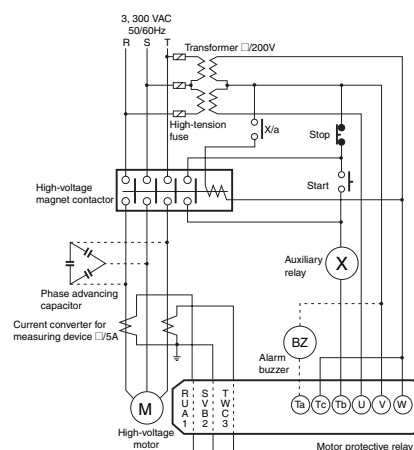 3, 300 VAC
50/60Hz
R S T
Transformer □/200V
High-tension
fuse
X/a
Stop
Start
High-voltage
magnet contactor
Auxiliary
relay
X
Phase advancing
capacitor
Current converter for
measuring device □/5A
BZ
Alarm
buzzer
M
High-voltage
motor
R S T
U V W
A B C
1 2 3
Ta Tc Tb U V W
Motor protective relay